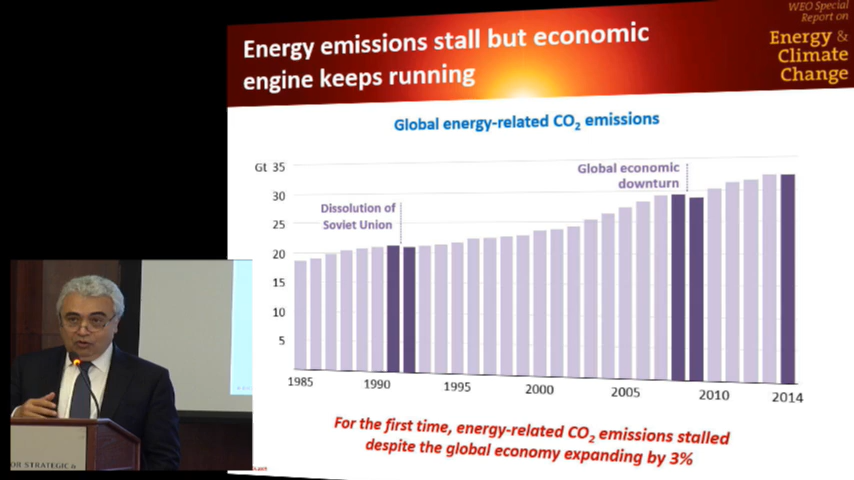 WEO Special
Report on
Energy &
Climate
Change
Energy emissions stall but economic
engine keeps running
Global energy-related CO₂ emissions
Gt 35
30
25
20
15
10
5
Dissolution of
Soviet Union
Global economic
downturn
1985
1990
1995
2000
2005
2010
2014
For the first time, energy-related CO₂ emissions stalled
despite the global economy expanding by 3%
OR STRATEGIC &